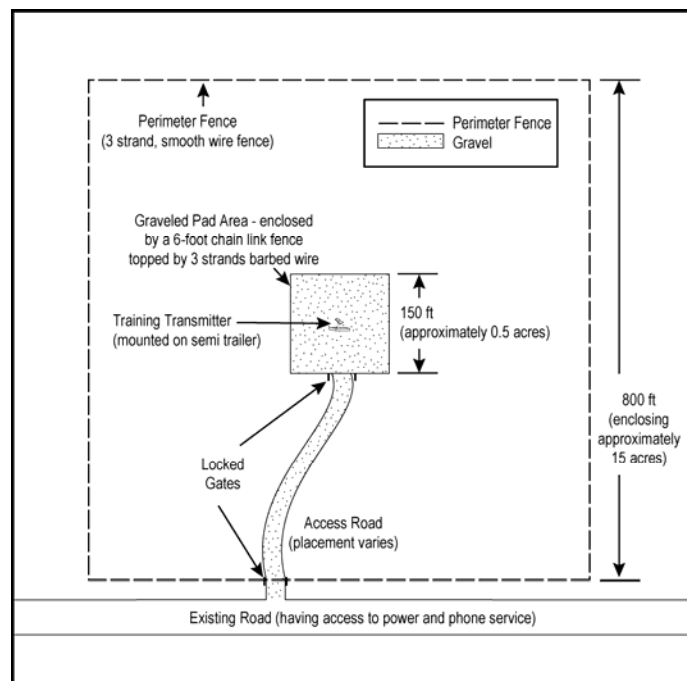 Perimeter Fence
(3 strand, smooth wire fence)
Perimeter Fence
Gravel
Graveled Pad Area - enclosed
by a 6-foot chain link fence
topped by 3 strands barbed wire
Training Transmitter
(mounted on semi trailer)
150 ft
(approximately 0.5 acres)
800 ft
(enclosing
approximately
15 acres)
Locked
Gates
Access Road
(placement varies)
Existing Road (having access to power and phone service)